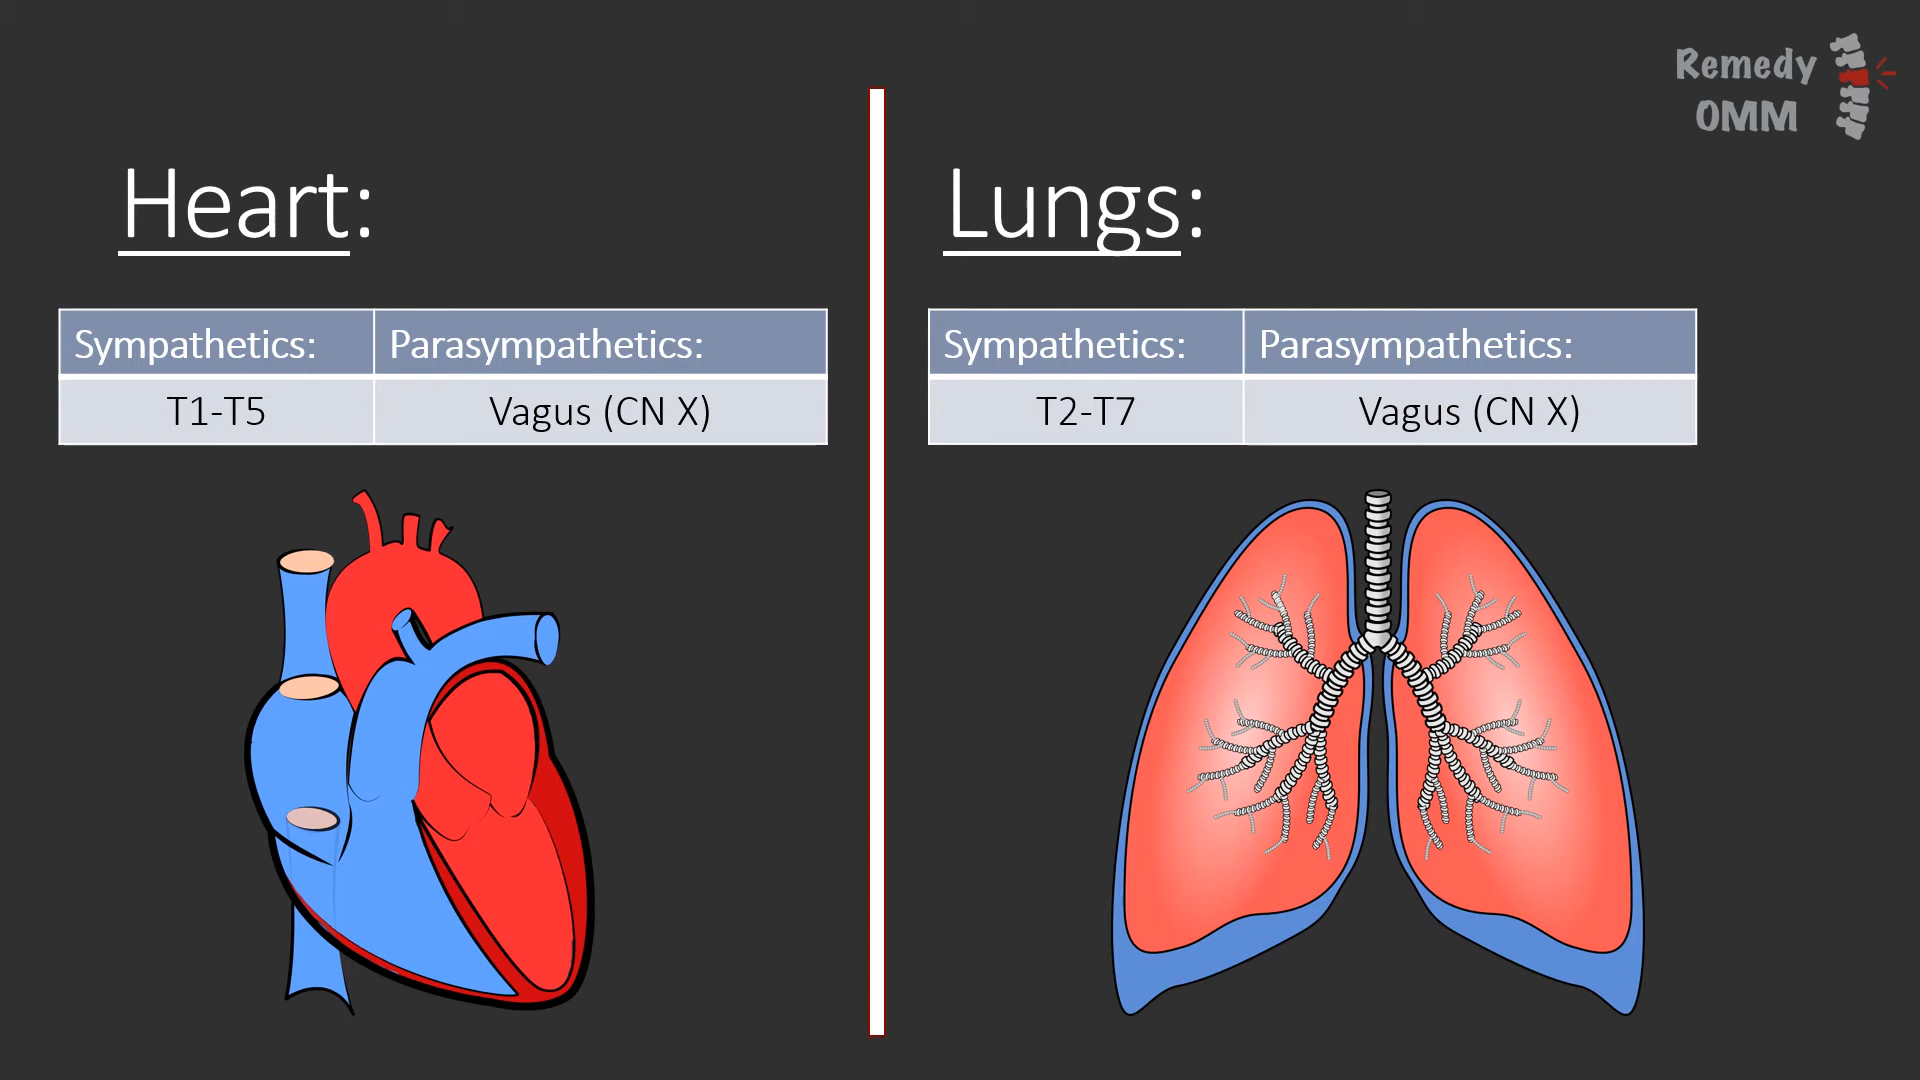 Remedy
OMM
Heart:
Sympathetics: Parasympathetics:
T1-T5 Vagus (CN X)
Lungs:
Sympathetics: Parasympathetics:
T2-T7 Vagus (CN X)